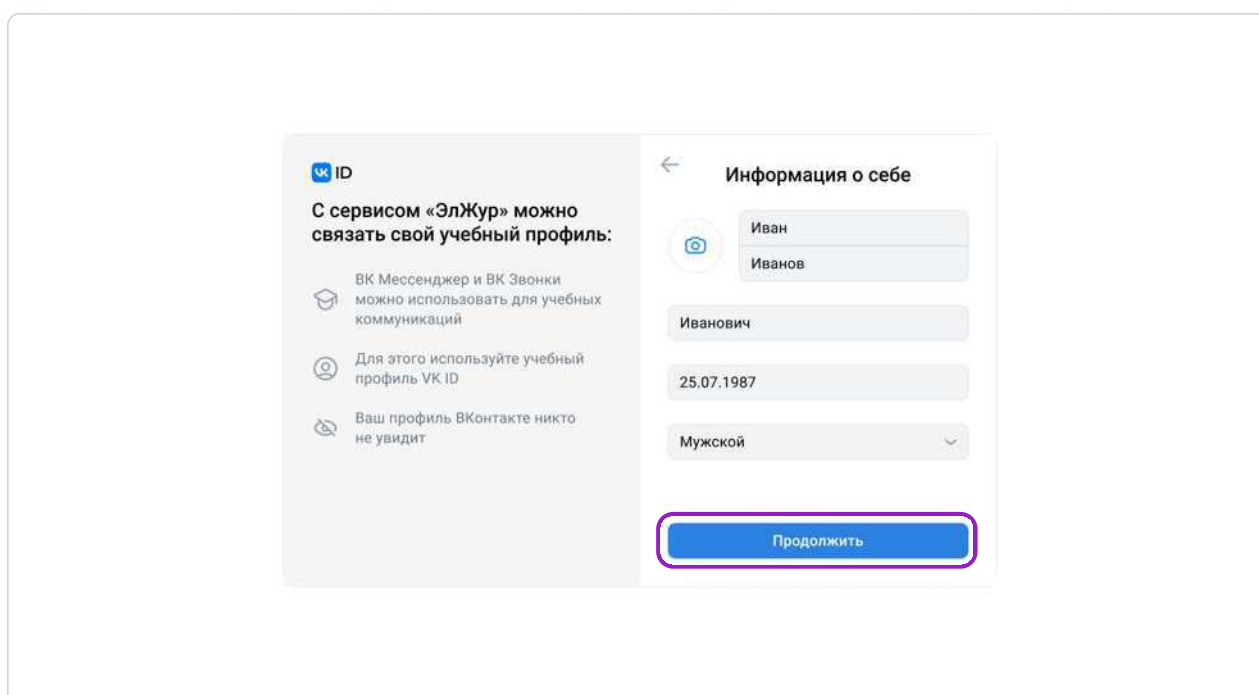 VK ID
С сервисом «ЭлЖур» можно
связать свой учебный профиль:
ВК Мессенджер и ВК Звонки
можно использовать для учебных
коммуникаций
Для этого используйте учебный
профиль VK ID
Ваш профиль ВКонтакте никто
не увидит
Информация о себе
Иван
Иванов
Иванович
25.07.1987
Мужской
Продолжить